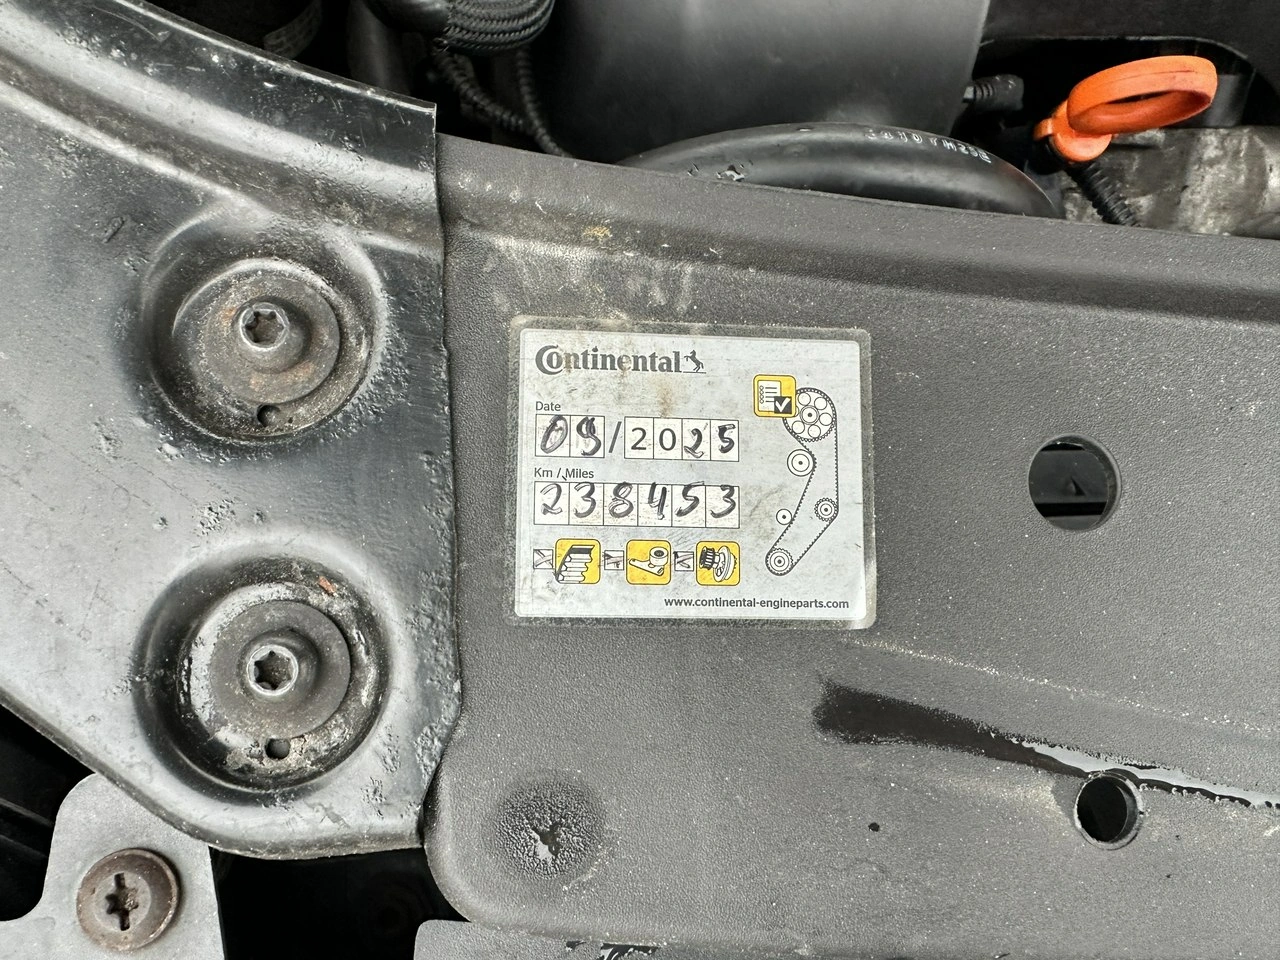 Continental
Date
09/2025
Km / Miles
238453
www.continental-engineparts.com